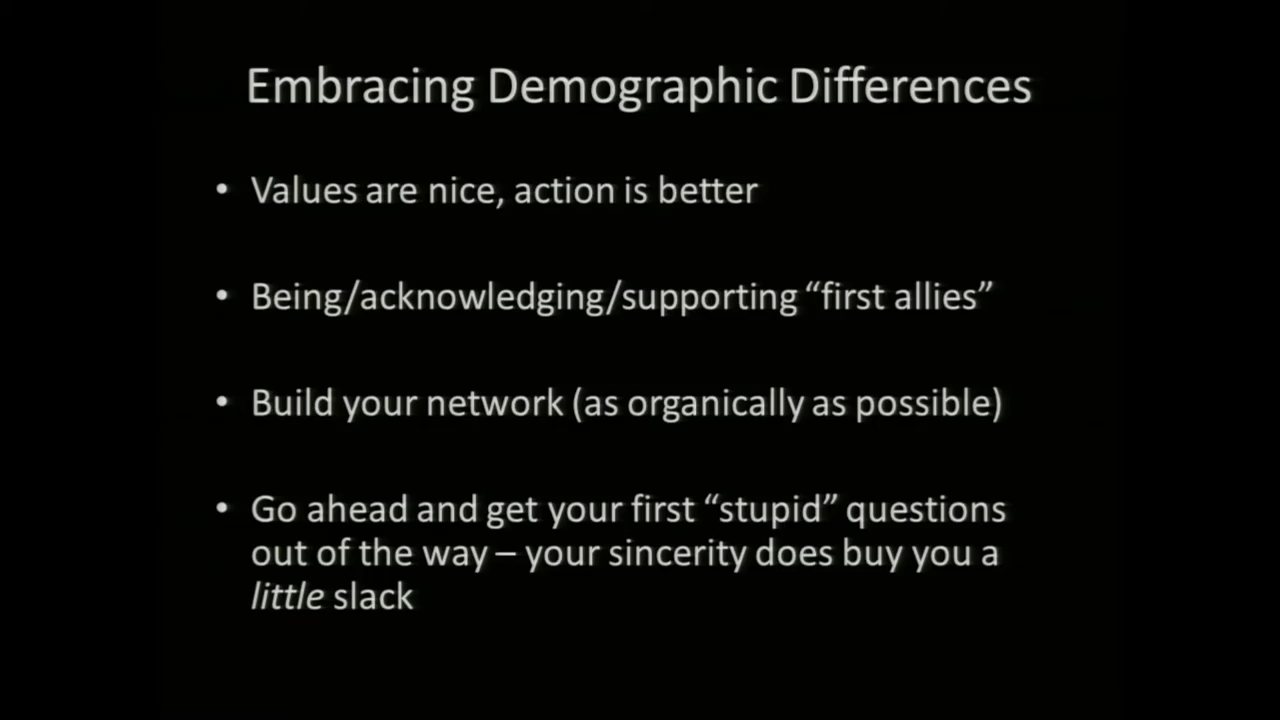 Embracing Demographic Differences
• Values are nice, action is better
• Being/acknowledging/supporting “first allies”
• Build your network (as organically as possible)
• Go ahead and get your first “stupid” questions
out of the way – your sincerity does buy you a
little slack